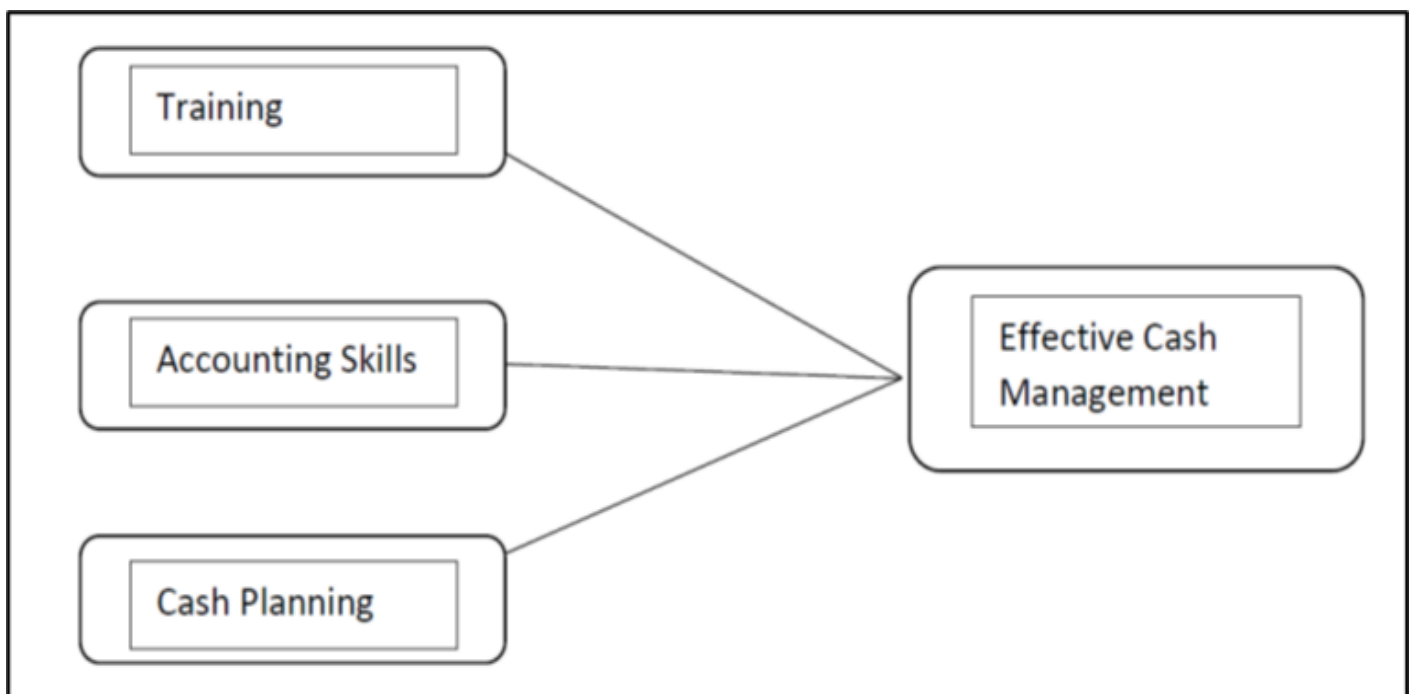 Training
Accounting Skills
Cash Planning
Effective Cash
Management